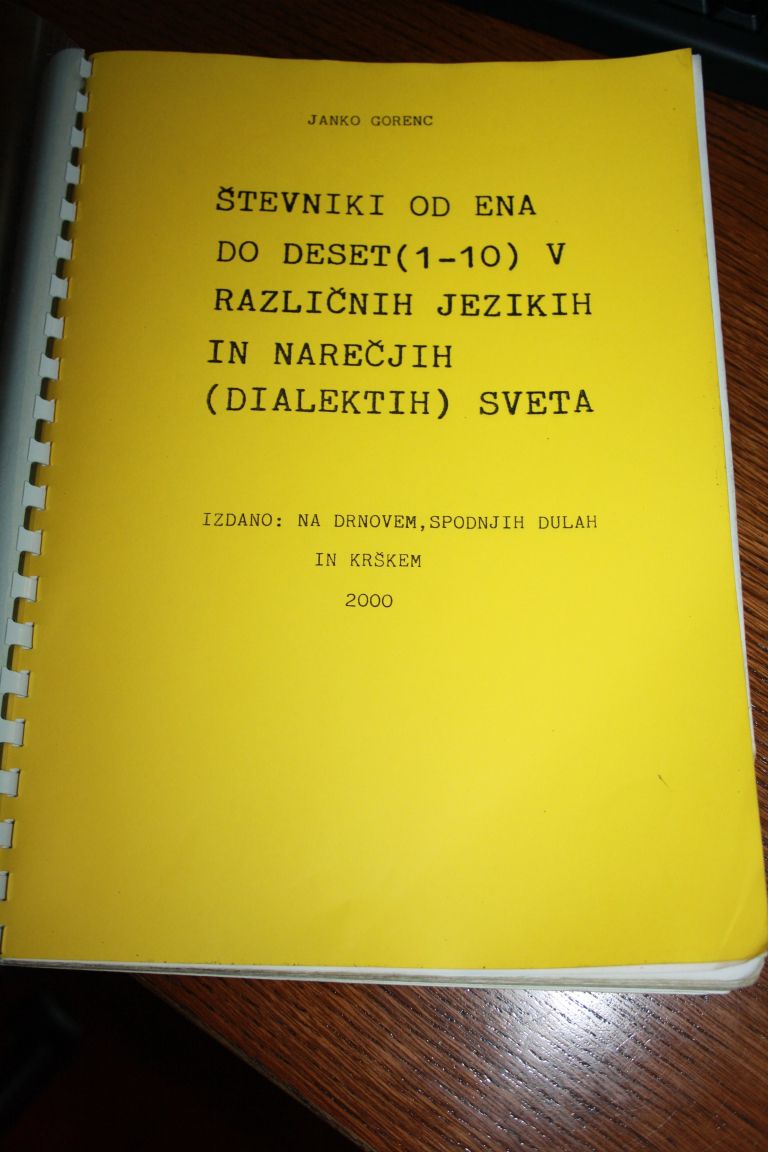 JANKO GORENC
ŠTEVNIKI OD ENA
DO DESET(1-10) V
RAZLIČNIH JEZIKIH
IN NAREČJIH
(DIALEKTIH) SVETA
IZDANO: NA DRNOVEM,SPODNJIH DULAH
IN KRŠKEM
2000